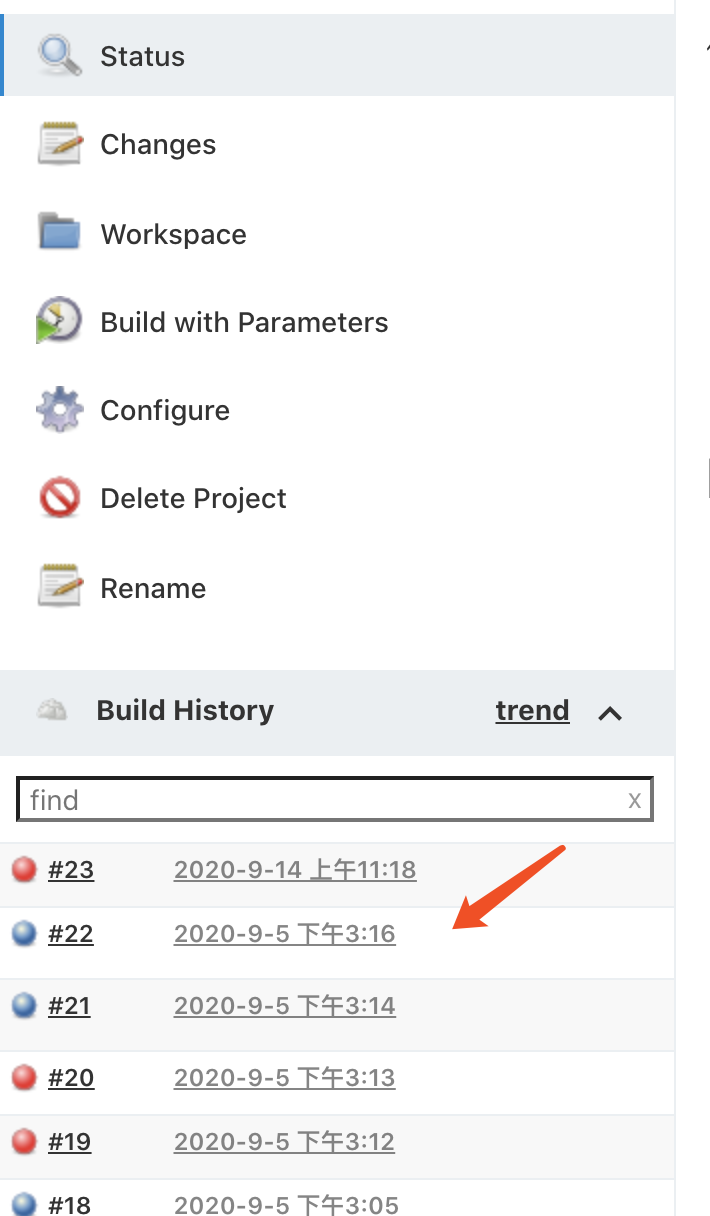 Status
Changes
Workspace
Build with Parameters
Configure
Delete Project
Rename
Build History trend
find x
#23 2020-9-14 上午11:18
#22 2020-9-5 下午3:16
#21 2020-9-5 下午3:14
#20 2020-9-5 下午3:13
#19 2020-9-5 下午3:12
#18 2020-9-5 下午3:05